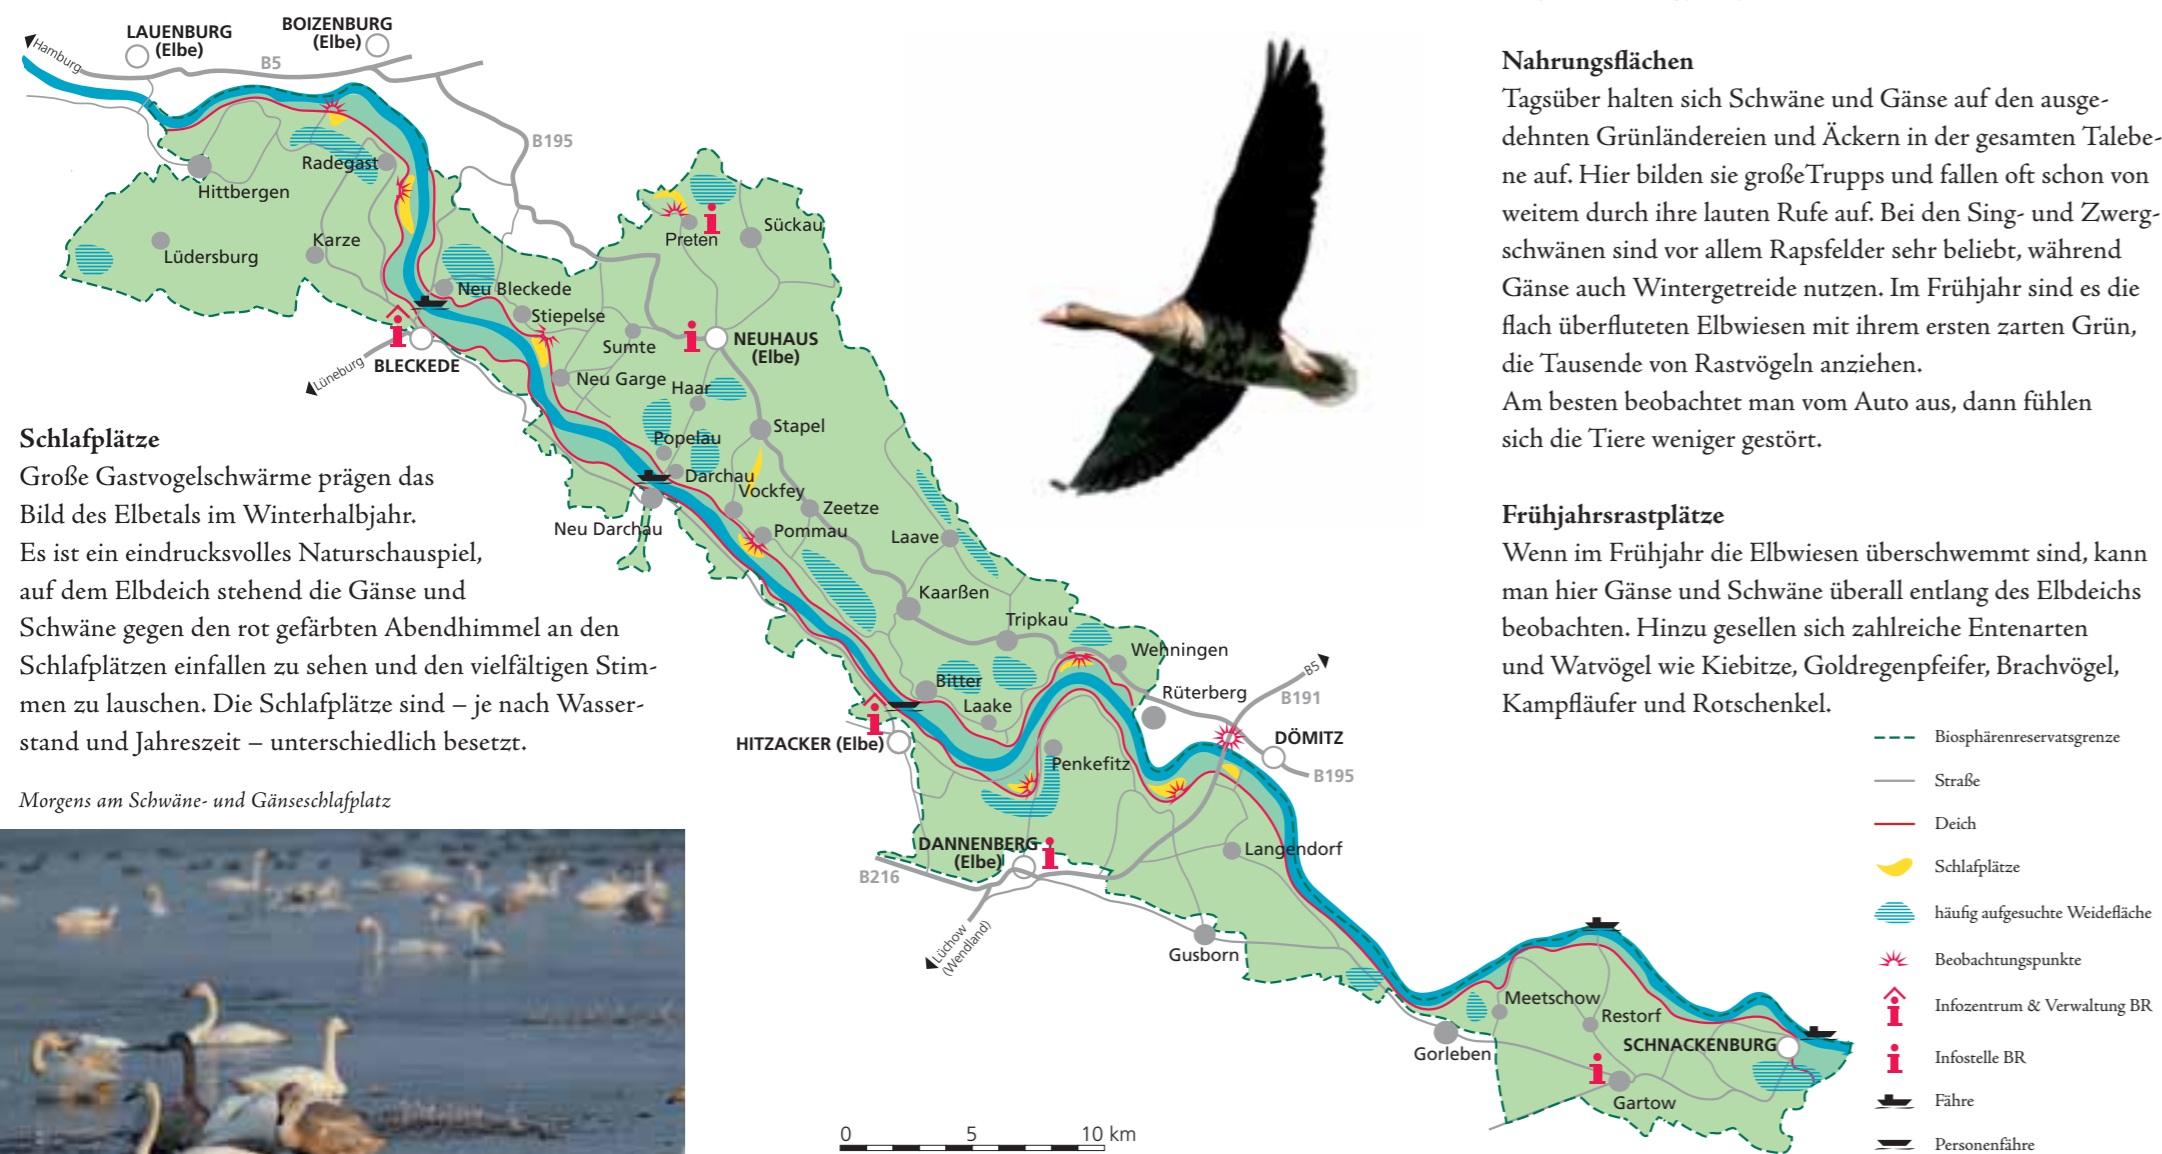 Hamburg
LAUENBURG
(Elbe)
BOIZENBURG
(Elbe)
B5
B195
Radegast
Hittbergen
Lüdersburg
Karze
Preten
Sückau
Neu Bleckede
Stiepelse
Sumte
NEUHAUS
(Elbe)
Lüneburg
BLECKEDE
Neu Garge
Haar
Stapel
Popelau
Darchau
Vockfey
Zeetze
Neu Darchau
Pommau
Laave
Kaarßen
Tripkau
Wehningen
Bitter
Rüterberg
B5
B191
Laake
HITZACKER (Elbe)
DÖMITZ
Penkefitz
B195
DANNENBERG
(Elbe)
Langendorf
B216
Lüchow
(Wendland)
Gusborn
Meetschow
Restorf
Gorleben
SCHNACKENBURG
Gartow
0 5 10 km
Schlafplätze
Große Gastvogelschwärme prägen das
Bild des Elbetals im Winterhalbjahr.
Es ist ein eindrucksvolles Naturschauspiel,
auf dem Elbdeich stehend die Gänse und
Schwäne gegen den rot gefärbten Abendhimmel an den
Schlafplätzen einfallen zu sehen und den vielfältigen Stim-
men zu lauschen. Die Schlafplätze sind – je nach Wasser-
stand und Jahreszeit – unterschiedlich besetzt.
Morgens am Schwäne- und Gänseschlafplatz
Nahrungsflächen
Tagsüber halten sich Schwäne und Gänse auf den ausge-
dehnten Grünländereien und Äckern in der gesamten Talebe-
ne auf. Hier bilden sie großeTrupps und fallen oft schon von
weitem durch ihre lauten Rufe auf. Bei den Sing- und Zwerg-
schwänen sind vor allem Rapsfelder sehr beliebt, während
Gänse auch Wintergetreide nutzen. Im Frühjahr sind es die
flach überfluteten Elbwiesen mit ihrem ersten zarten Grün,
die Tausende von Rastvögeln anziehen.
Am besten beobachtet man vom Auto aus, dann fühlen
sich die Tiere weniger gestört.
Frühjahrsrastplätze
Wenn im Frühjahr die Elbwiesen überschwemmt sind, kann
man hier Gänse und Schwäne überall entlang des Elbdeichs
beobachten. Hinzu gesellen sich zahlreiche Entenarten
und Watvögel wie Kiebitze, Goldregenpfeifer, Brachvögel,
Kampfläufer und Rotschenkel.
Biosphärenreservatsgrenze
Straße
Deich
Schlafplätze
häufig aufgesuchte Weidefläche
Beobachtungspunkte
Infozentrum & Verwaltung BR
Infostelle BR
Fähre
Personenfähre